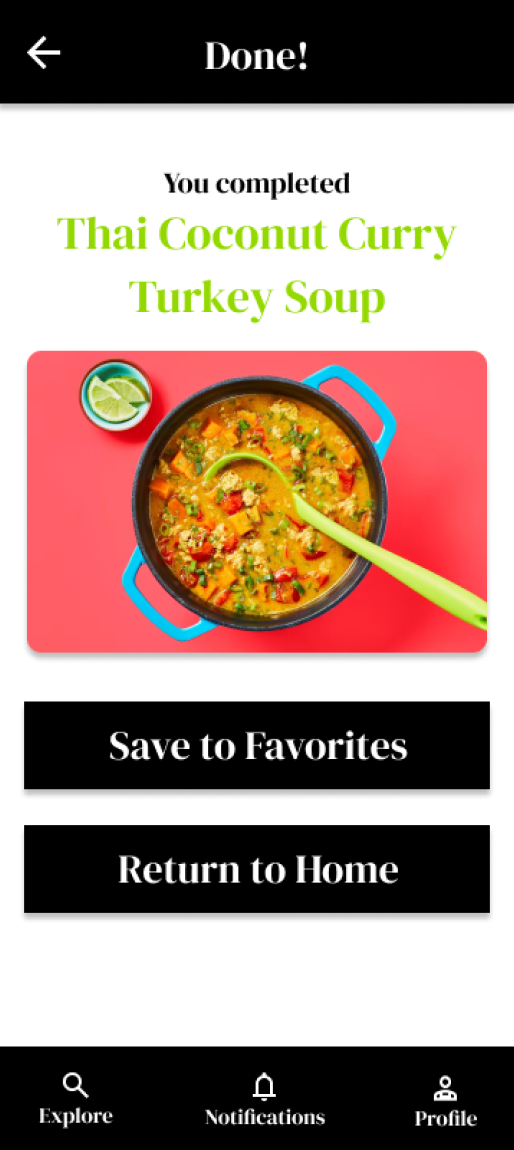 Done!
You completed
Thai Coconut Curry
Turkey Soup
Save to Favorites
Return to Home
Explore
Notifications
Profile